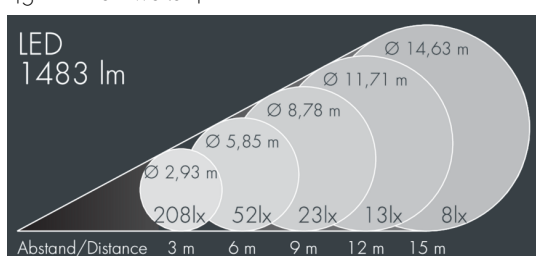 LED
1483 lm
Ø 14,63 m
Ø 11,71 m
Ø 8,78 m
Ø 5,85 m
Ø 2,93 m
208lx 52lx 23lx 13lx 8lx
Abstand/Distance 3 m 6 m 9 m 12 m 15 m